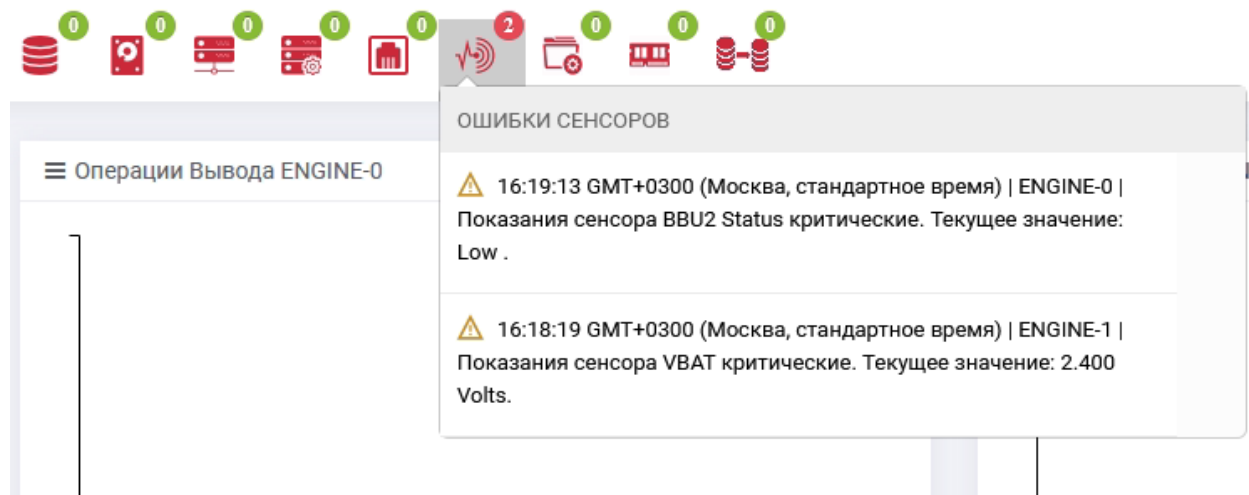 0 0 0 0 0 2 0 0 0
ОШИБКИ СЕНСОРОВ
Операции Вывода ENGINE-0
16:19:13 GMT+0300 (Москва, стандартное время) | ENGINE-0 |
Показания сенсора BBU2 Status критические. Текущее значение:
Low .
16:18:19 GMT+0300 (Москва, стандартное время) | ENGINE-1 |
Показания сенсора VBAT критические. Текущее значение: 2.400
Volts.